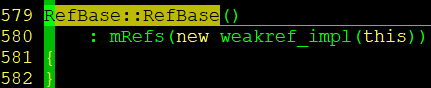 579 RefBase::RefBase()
580     : mRefs(new weakref_impl(this))
581 {
582 }